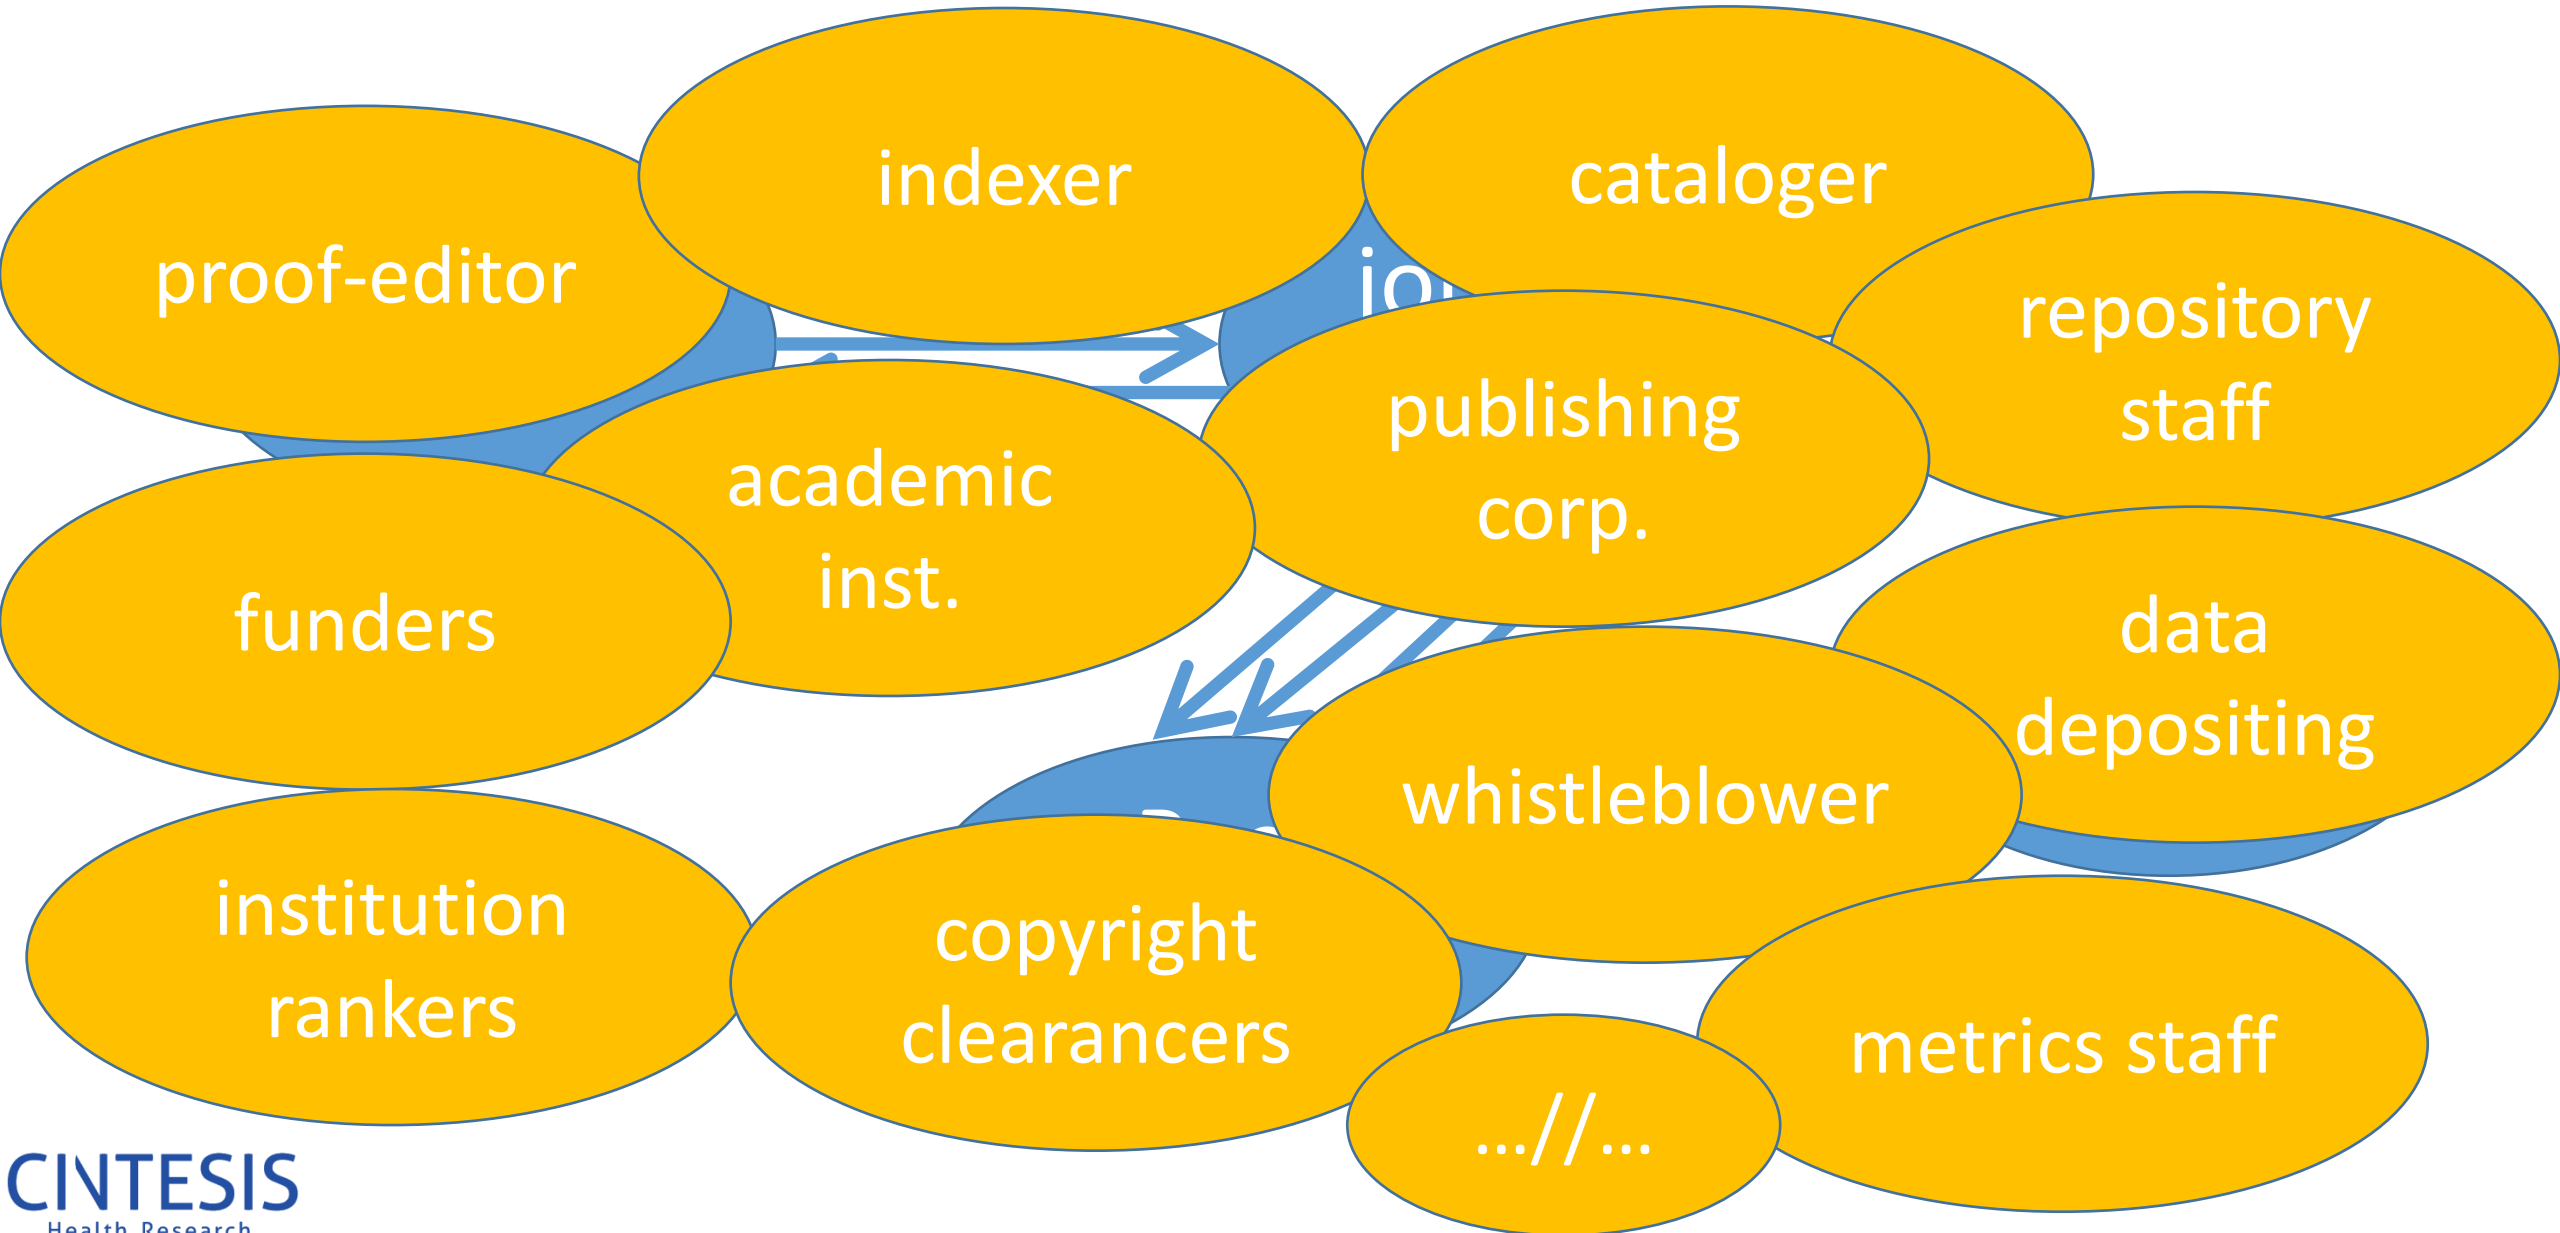 indexer
cataloger
proof-editor
repository
staff
publishing
corp.
academic
inst.
funders
data
depositing
whistleblower
institution
rankers
copyright
clearancers
metrics staff
...//...
CINTESIS
Health Research